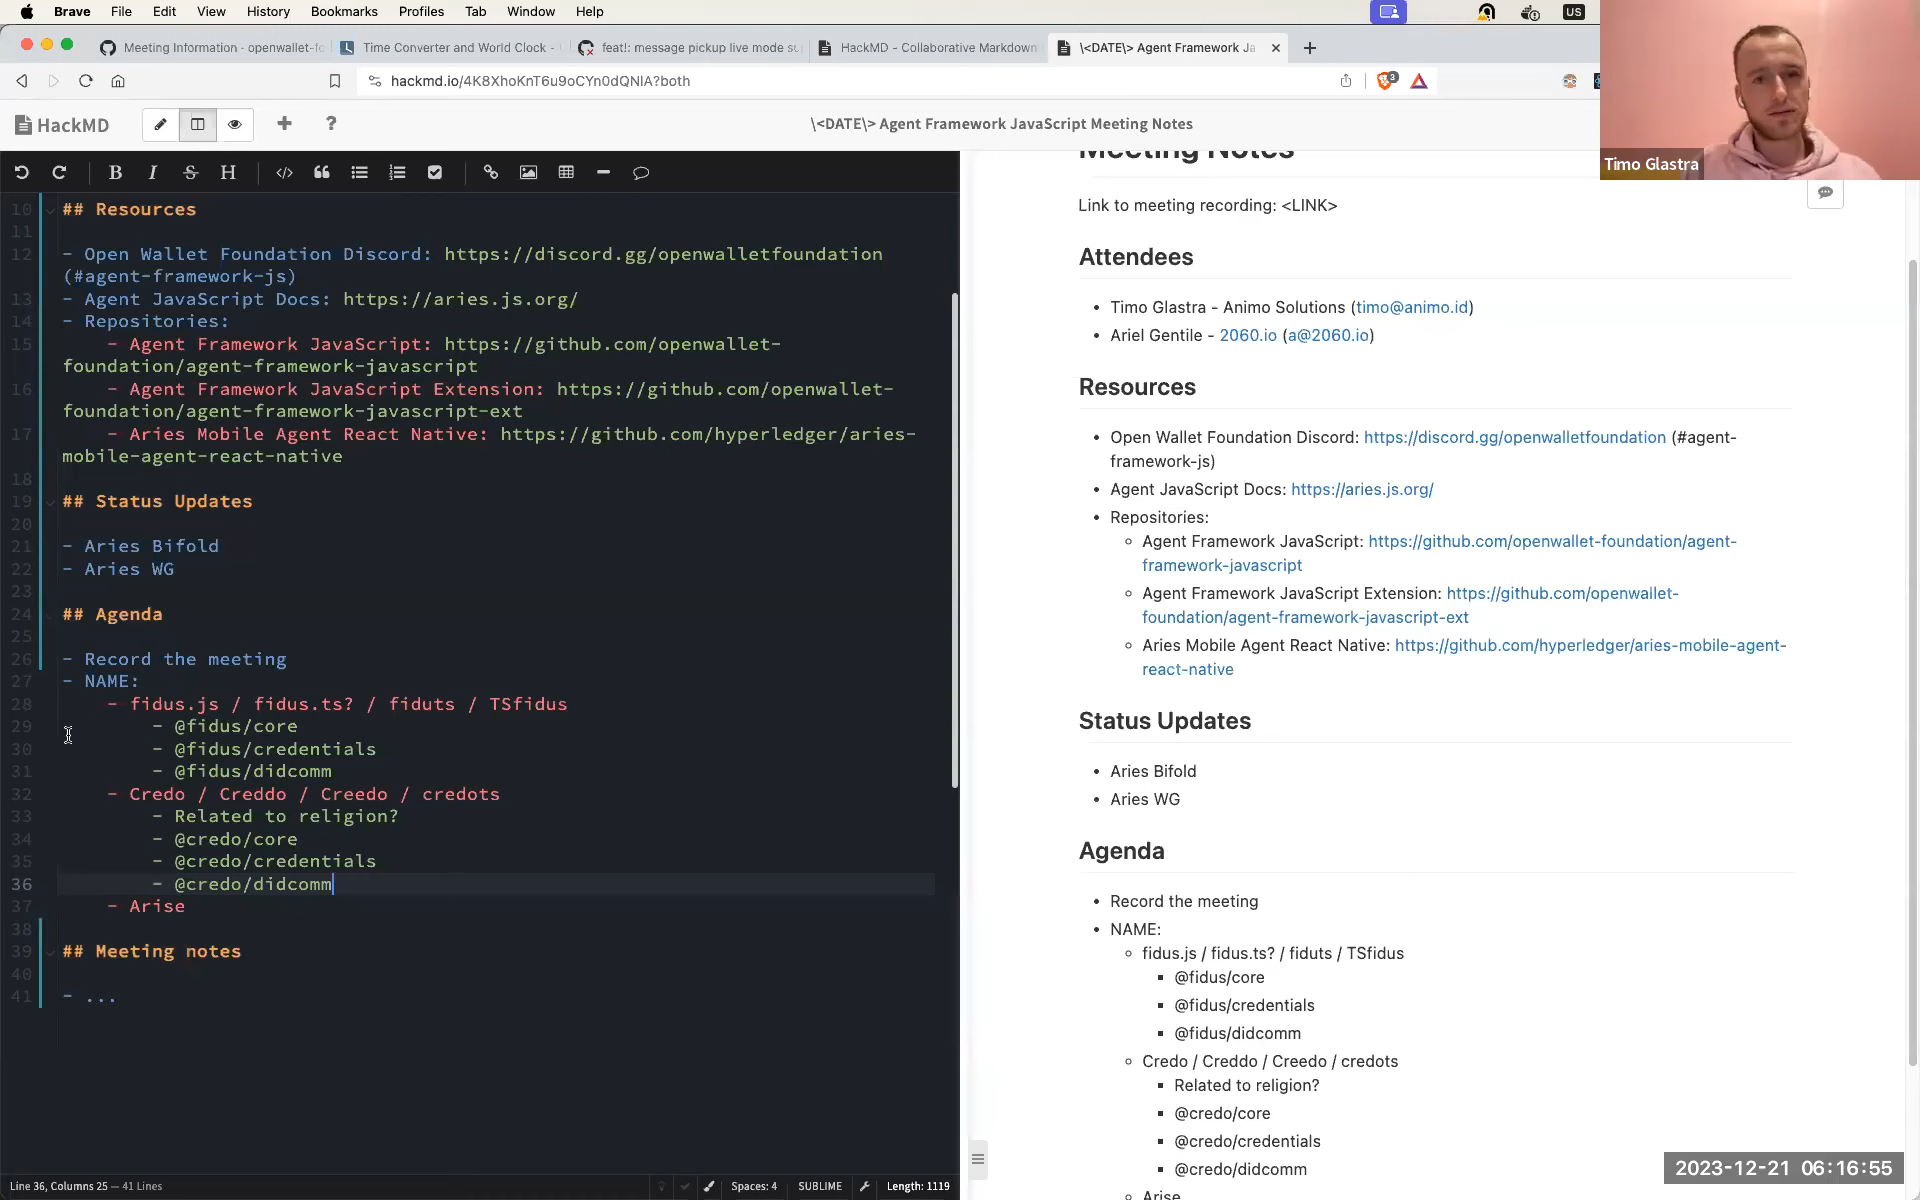 Brave File Edit View History Bookmarks Profiles Tab Window Help
US
Meeting Information · openwallet-fo
Time Converter and World Clock -
feat!: message pickup live mode su
HackMD - Collaborative Markdown
\<DATE\> Agent Framework Ja
hackmd.io/4K8XhoKnT6u9oCYn0dQNlA?both
3
HackMD
\<DATE\> Agent Framework JavaScript Meeting Notes
Timo Glastra
10 ## Resources
11
12 - Open Wallet Foundation Discord: https://discord.gg/openwalletfoundation
(#agent-framework-js)
13 - Agent JavaScript Docs: https://aries.js.org/
14 - Repositories:
15 - Agent Framework JavaScript: https://github.com/openwallet-
foundation/agent-framework-javascript
16 - Agent Framework JavaScript Extension: https://github.com/openwallet-
foundation/agent-framework-javascript-ext
17 - Aries Mobile Agent React Native: https://github.com/hyperledger/aries-
mobile-agent-react-native
18
19 ## Status Updates
20
21 - Aries Bifold
22 - Aries WG
23
24 ## Agenda
25
26 - Record the meeting
27 - NAME:
28 - fidus.js / fidus.ts? / fiduts / TSfidus
29 - @fidus/core
30 - @fidus/credentials
31 - @fidus/didcomm
32 - Credo / Creddo / Creedo / credots
33 - Related to religion?
34 - @credo/core
35 - @credo/credentials
36 - @credo/didcomm
37 - Arise
38
39 ## Meeting notes
40
41 - ...
Line 36, Columns 25 — 41 Lines
Spaces: 4
SUBLIME
Length: 1119
Meeting Notes
Link to meeting recording: <LINK>
Attendees
• Timo Glastra - Animo Solutions (timo@animo.id)
• Ariel Gentile - 2060.io (a@2060.io)
Resources
• Open Wallet Foundation Discord: https://discord.gg/openwalletfoundation (#agent-
framework-js)
• Agent JavaScript Docs: https://aries.js.org/
• Repositories:
◦ Agent Framework JavaScript: https://github.com/openwallet-foundation/agent-
framework-javascript
◦ Agent Framework JavaScript Extension: https://github.com/openwallet-
foundation/agent-framework-javascript-ext
◦ Aries Mobile Agent React Native: https://github.com/hyperledger/aries-mobile-agent-
react-native
Status Updates
• Aries Bifold
• Aries WG
Agenda
• Record the meeting
• NAME:
◦ fidus.js / fidus.ts? / fiduts / TSfidus
▪ @fidus/core
▪ @fidus/credentials
▪ @fidus/didcomm
◦ Credo / Creddo / Creedo / credots
▪ Related to religion?
▪ @credo/core
▪ @credo/credentials
▪ @credo/didcomm
◦ Arise
2023-12-21 06:16:55